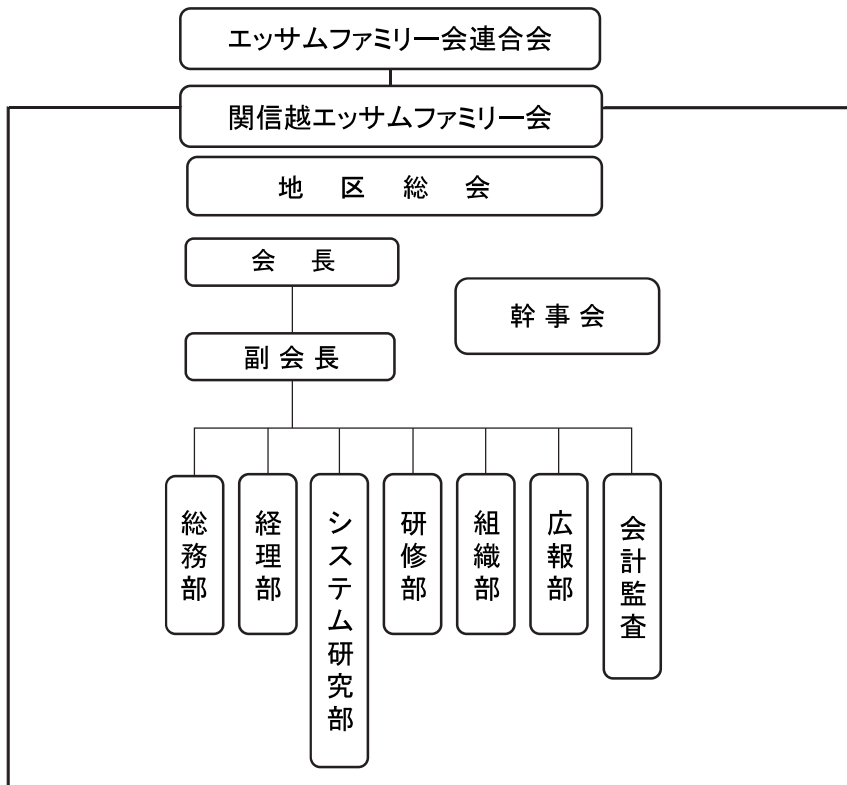 エッサムファミリー会連合会
関信越エッサムファミリー会
地区総会
会長
幹事会
副会長
総務部
経理部
システム研究部
研修部
組織部
広報部
会計監査